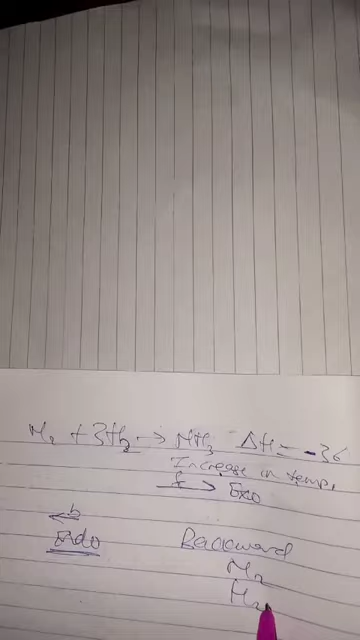 N₂ + 3H₂ → NH₃ ΔH = -36
Increase in temp.
f → Exo
← b
Endo Backward
N₂
H₂